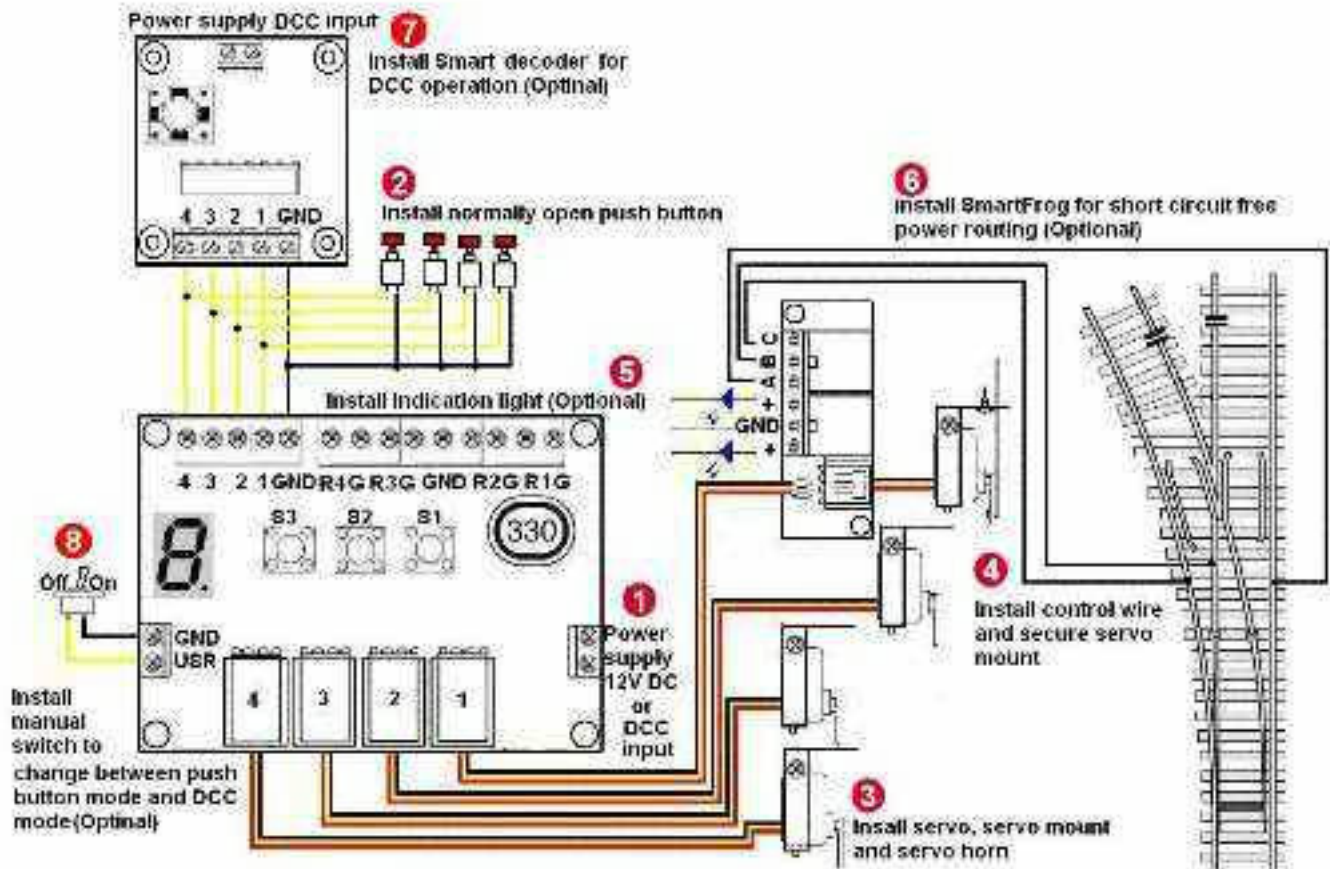 Power supply DCC input
7
Install Smart decoder for
DCC operation (Optinal)
4 3 2 1 GND
2
Install normally open push button
6
Install SmartFrog for short circuit free
power routing (Optional)
C
B
A
+
GND
+
5
Install Indication light (Optional)
4 3 2 1 GND R4G R3G GND R2G R1G
S3 S2 S1
330
8
8.
Off On
GND
USR
1
Power
supply
12V DC
or
DCC
input
4 3 2 1
4
Install control wire
and secure servo
mount
Install
manual
switch to
change between push
button mode and DCC
mode(Optinal)
3
Insall servo, servo mount
and servo horn